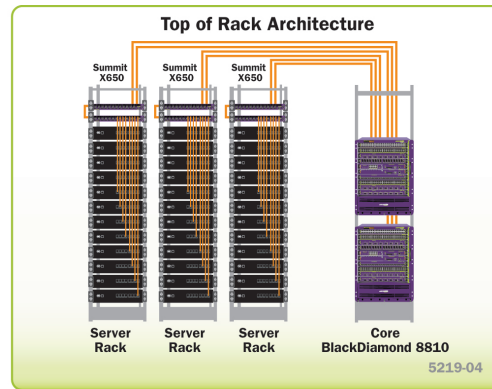 Top of Rack Architecture
Summit
X650
Summit
X650
Summit
X650
Server
Rack
Server
Rack
Server
Rack
Core
BlackDiamond 8810
5219-04